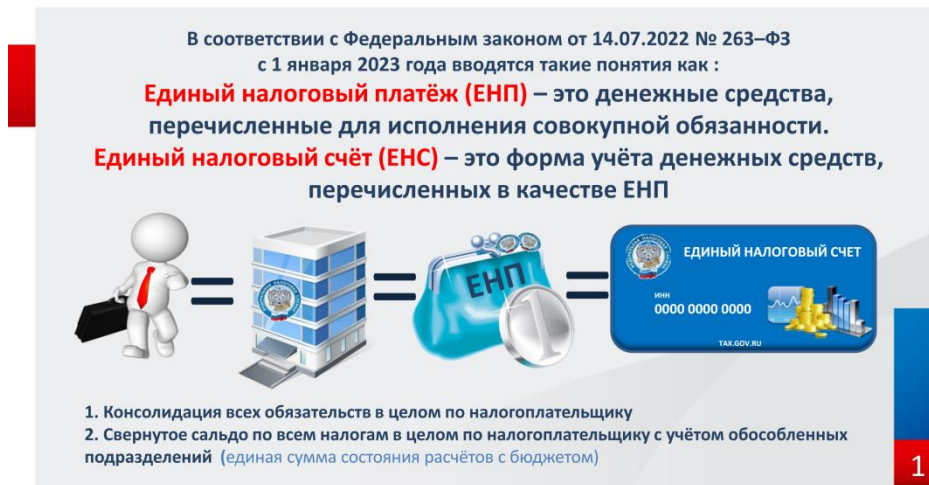 В соответствии с Федеральным законом от 14.07.2022 № 263–ФЗ
с 1 января 2023 года вводятся такие понятия как :
Единый налоговый платёж (ЕНП) – это денежные средства,
перечисленные для исполнения совокупной обязанности.
Единый налоговый счёт (ЕНС) – это форма учёта денежных средств,
перечисленных в качестве ЕНП
ЕНП
1
ЕДИНЫЙ НАЛОГОВЫЙ СЧЕТ
ИНН
0000 0000 0000
TAX.GOV.RU
1. Консолидация всех обязательств в целом по налогоплательщику
2. Свернутое сальдо по всем налогам в целом по налогоплательщику с учётом обособленных
подразделений (единая сумма состояния расчётов с бюджетом)
1